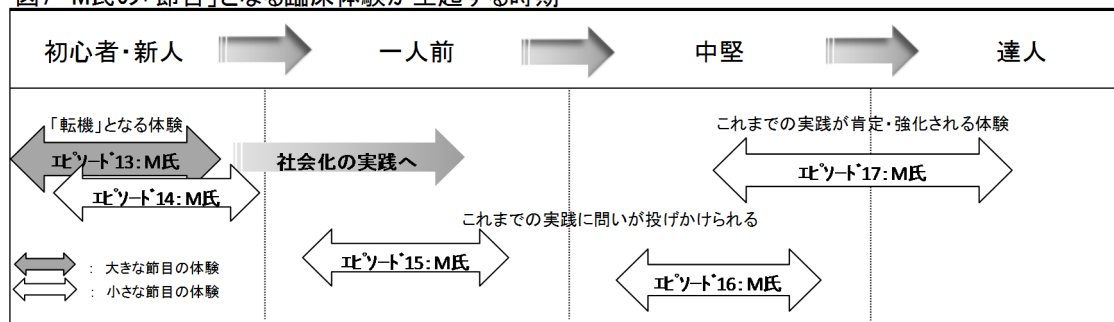 図7 M氏の「節目」となる臨床体験が生起する時期
初心者・新人 一人前 中堅 達人
「転機」となる体験
これまでの実践が肯定・強化される体験
ｴﾋﾟｿｰﾄﾞ13：M氏
社会化の実践へ
ｴﾋﾟｿｰﾄﾞ17：M氏
ｴﾋﾟｿｰﾄﾞ14：M氏
これまでの実践に問いが投げかけられる
ｴﾋﾟｿｰﾄﾞ15：M氏
ｴﾋﾟｿｰﾄﾞ16：M氏
： 大きな節目の体験
： 小さな節目の体験